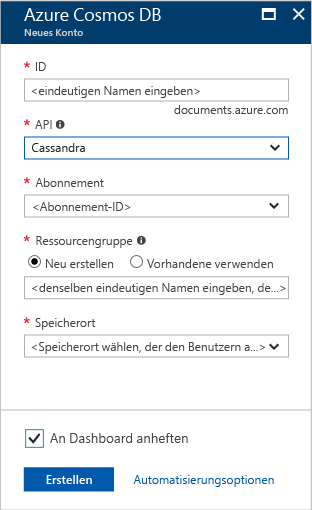 Azure Cosmos DB
Neues Konto
* ID
<eindeutigen Namen eingeben>
documents.azure.com
* API
Cassandra
* Abonnement
<Abonnement-ID>
* Ressourcengruppe
Neu erstellen Vorhandene verwenden
<denselben eindeutigen Namen eingeben, de...>
* Speicherort
<Speicherort wählen, der den Benutzern a...>
An Dashboard anheften
Erstellen Automatisierungsoptionen